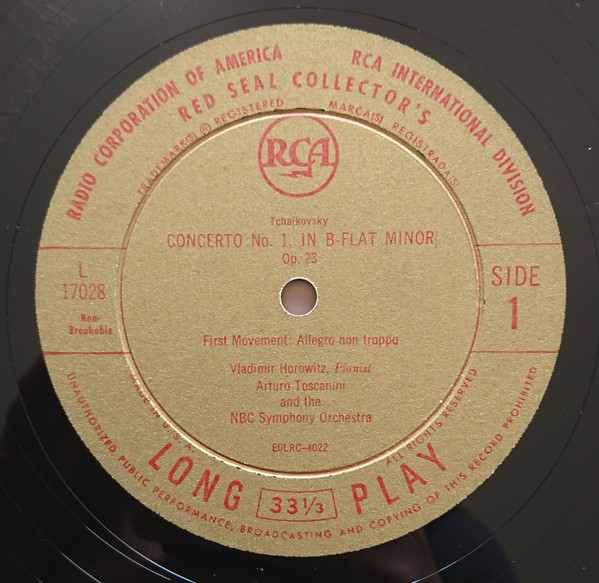 RADIO CORPORATION OF AMERICA
RCA INTERNATIONAL DIVISION
RED SEAL COLLECTOR'S
TRADEMARK(S) ® REGISTERED
MARCA(S) REGISTRADA(S)
RCA
Tchaikovsky
CONCERTO No. 1, IN B-FLAT MINOR,
Op. 23
L
17028
Non-
Breakable
SIDE
1
First Movement: Allegro non troppo
Vladimir Horowitz, Pianist
Arturo Toscanini
and the
NBC Symphony Orchestra
E0LRC-4022
MADE IN U.S.A.
ALL RIGHTS RESERVED
LONG 33⅓ PLAY
UNAUTHORIZED PUBLIC PERFORMANCE, BROADCASTING AND COPYING OF THIS RECORD PROHIBITED